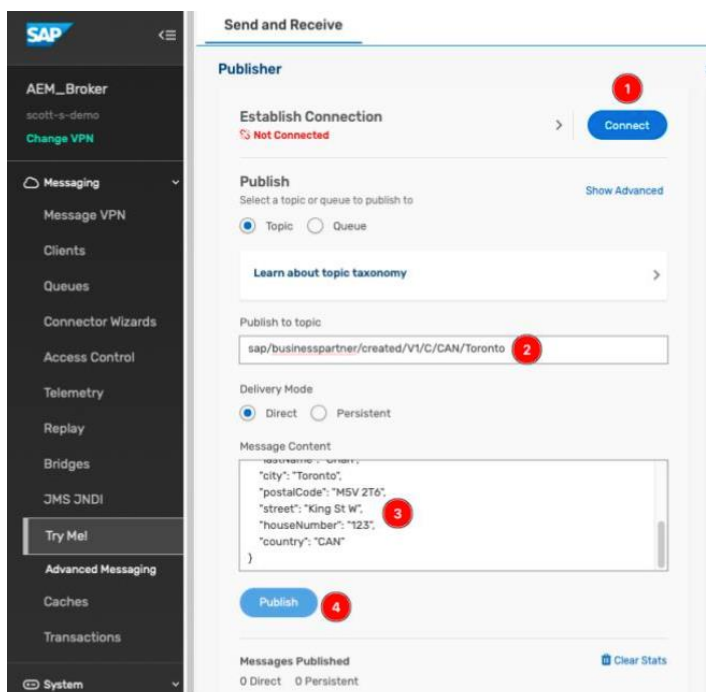 SAP
AEM_Broker
scott-s-demo
Change VPN
Messaging
Message VPN
Clients
Queues
Connector Wizards
Access Control
Telemetry
Replay
Bridges
JMS JNDI
Try Me!
Advanced Messaging
Caches
Transactions
System
Send and Receive
Publisher
1
Establish Connection
Not Connected
Connect
Publish
Show Advanced
Select a topic or queue to publish to
Topic Queue
Learn about topic taxonomy
Publish to topic
sap/businesspartner/created/V1/C/CAN/Toronto 2
Delivery Mode
Direct Persistent
Message Content
"lastName": "Chan",
"city": "Toronto",
"postalCode": "M5V 2T6",
"street": "King St W", 3
"houseNumber": "123",
"country": "CAN"
}
Publish 4
Messages Published Clear Stats
0 Direct 0 Persistent